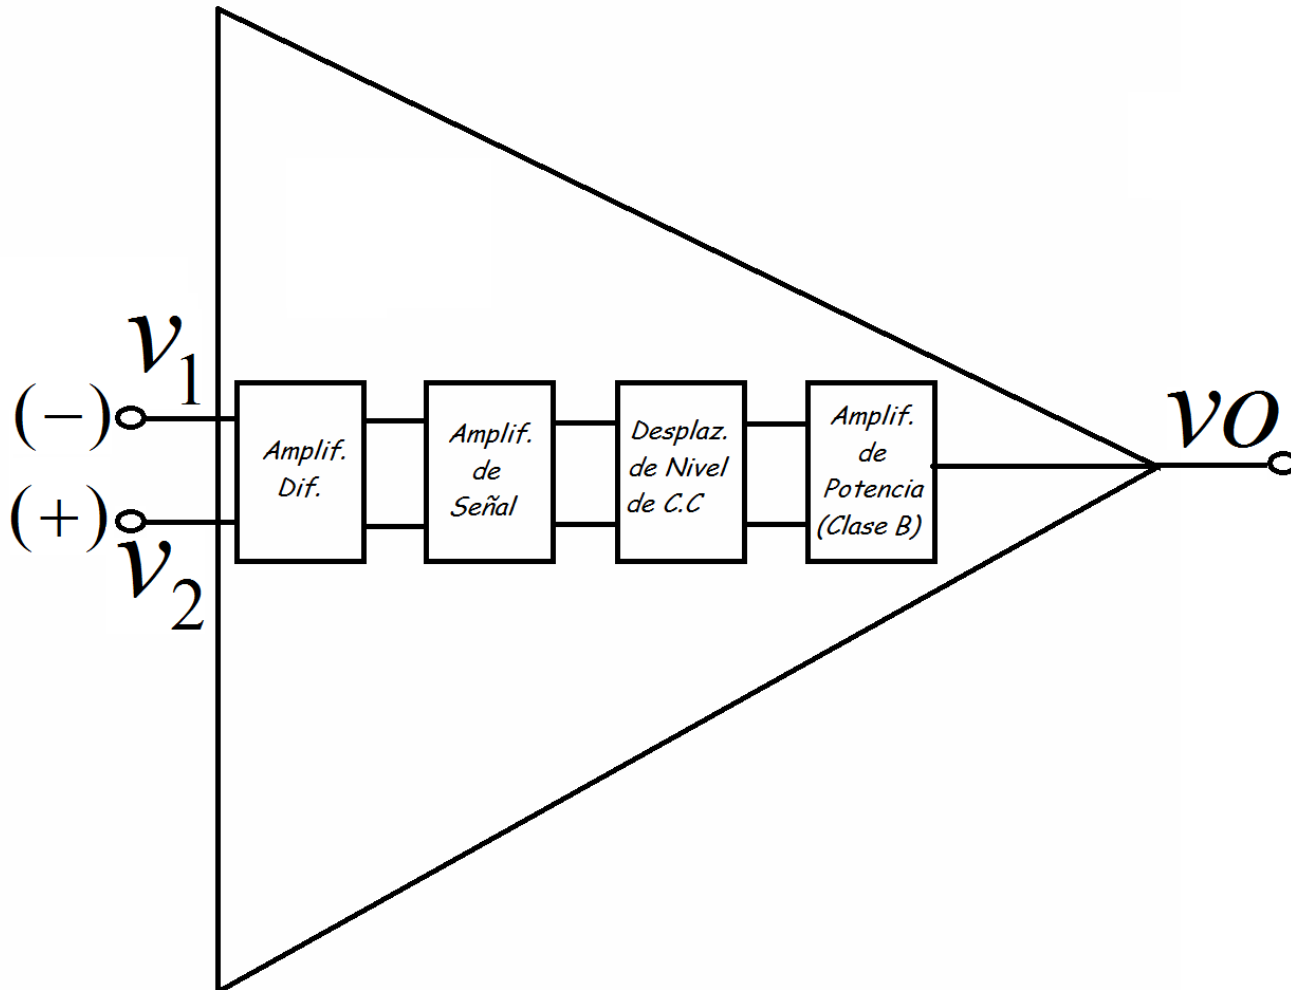 v1
(−)
(+)
v2
Amplif.
Dif.
Amplif.
de
Señal
Desplaz.
de Nivel
de C.C
Amplif.
de
Potencia
(Clase B)
vo